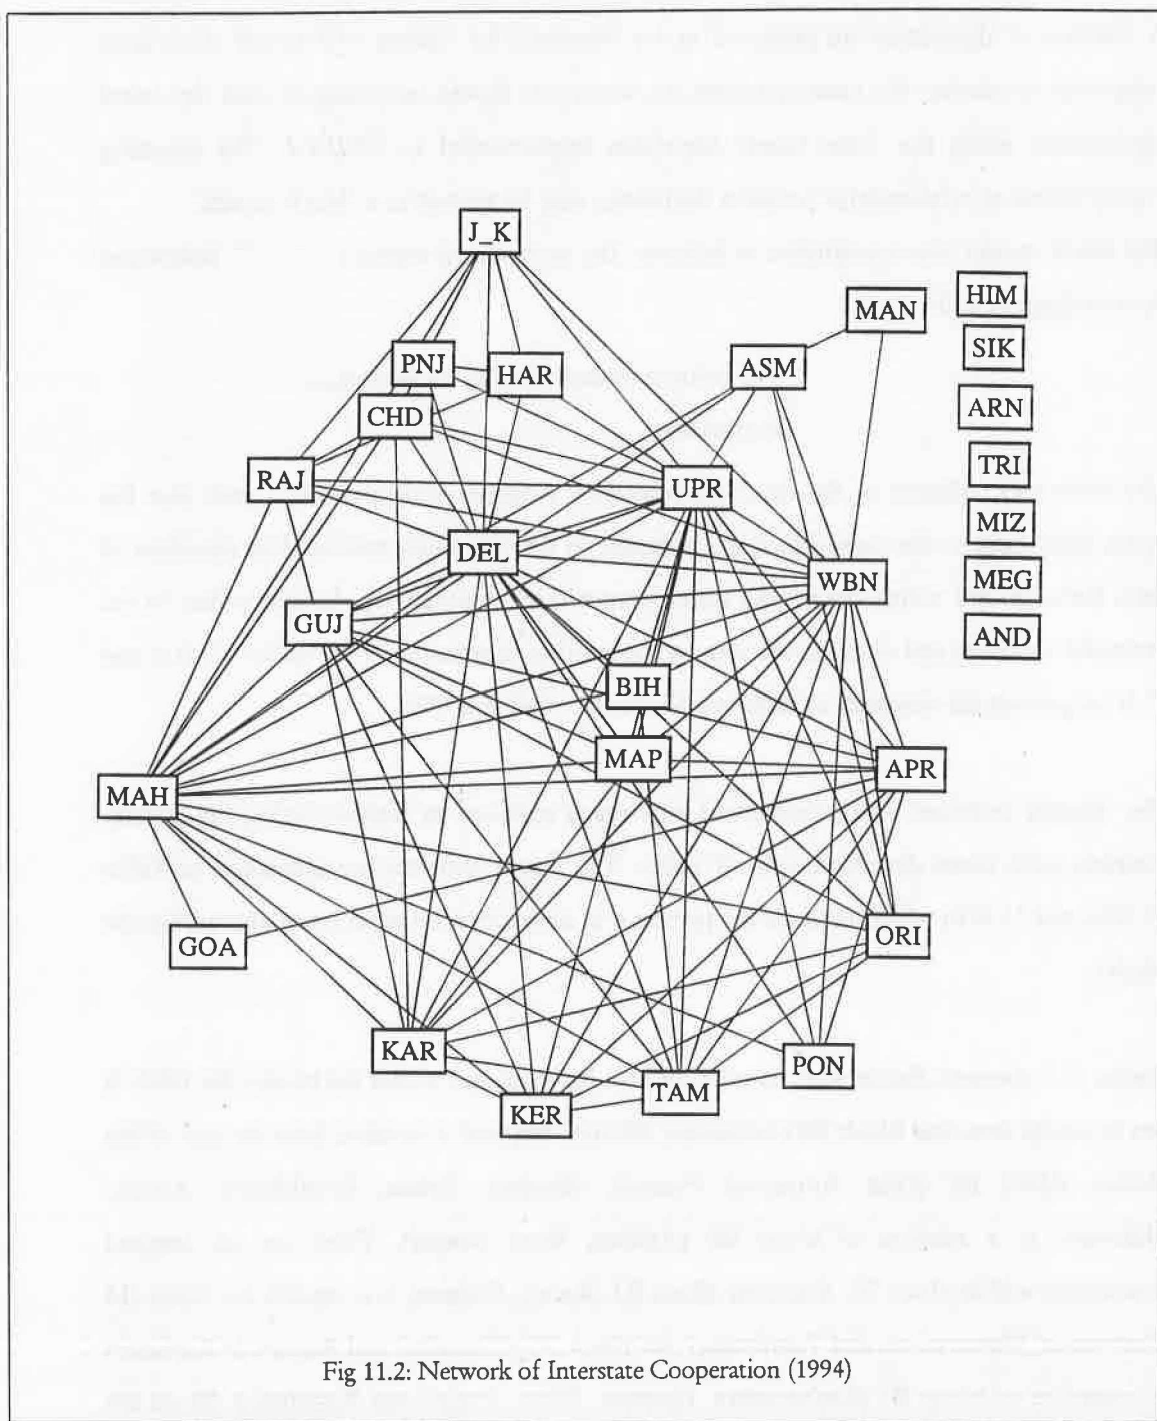 J_K
MAN
HIM
PNJ
HAR
ASM
SIK
CHD
ARN
RAJ
UPR
TRI
DEL
MIZ
WBN
MEG
GUJ
AND
BIH
MAP
APR
MAH
GOA
ORI
KAR
PON
KER
TAM
Fig 11.2: Network of Interstate Cooperation (1994)